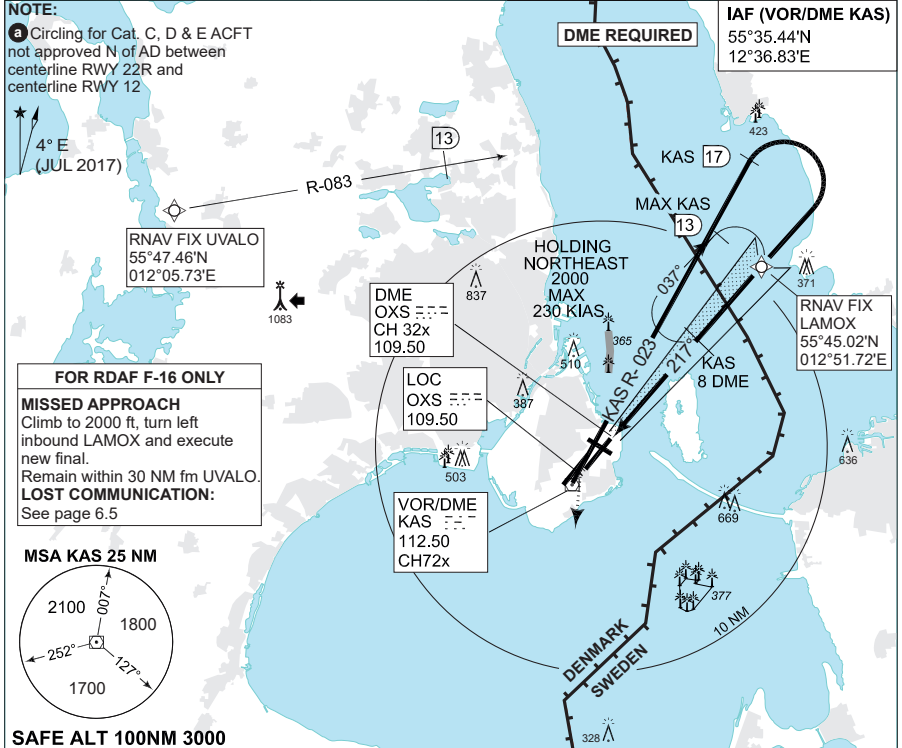 NOTE:
a Circling for Cat. C, D & E ACFT
not approved N of AD between
centerline RWY 22R and
centerline RWY 12
4° E
(JUL 2017)
DME REQUIRED
IAF (VOR/DME KAS)
55°35.44'N
12°36.83'E
423
13
R-083
KAS 17
MAX KAS
13
RNAV FIX UVALO
55°47.46'N
012°05.73'E
1083
837
HOLDING
NORTHEAST
2000
MAX
230 KIAS
037°
371
RNAV FIX
LAMOX
55°45.02'N
012°51.72'E
DME
OXS
CH 32x
109.50
365
510
KAS R- 023
217°
KAS
8 DME
LOC
OXS
109.50
387
FOR RDAF F-16 ONLY
MISSED APPROACH
Climb to 2000 ft, turn left
inbound LAMOX and execute
new final.
Remain within 30 NM fm UVALO.
LOST COMMUNICATION:
See page 6.5
503
636
VOR/DME
KAS
112.50
CH72x
669
MSA KAS 25 NM
2100
007°
1800
252°
127°
1700
377
10 NM
DENMARK
SWEDEN
328
SAFE ALT 100NM 3000